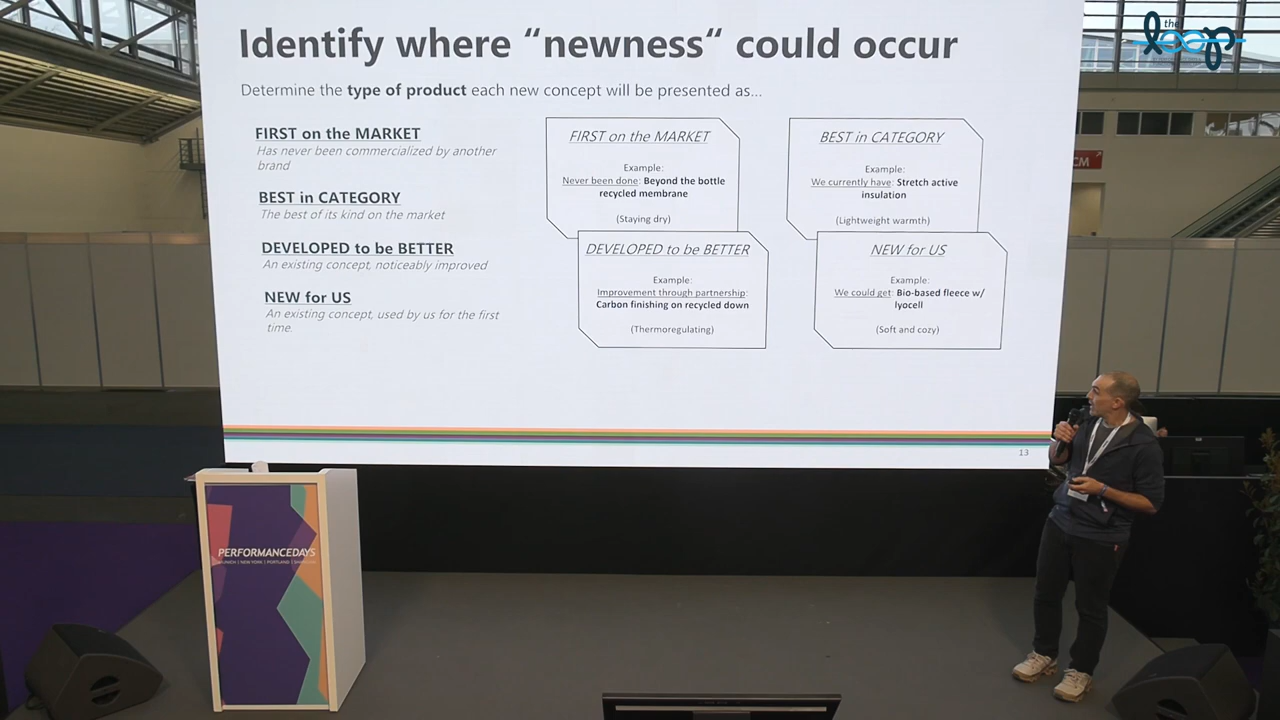 Identify where “newness“ could occur
Determine the type of product each new concept will be presented as...
FIRST on the MARKET
Has never been commercialized by another
brand
BEST in CATEGORY
The best of its kind on the market
DEVELOPED to be BETTER
An existing concept, noticeably improved
NEW for US
An existing concept, used by us for the first
time.
FIRST on the MARKET
Example:
Never been done: Beyond the bottle
recycled membrane
(Staying dry)
BEST in CATEGORY
Example:
We currently have: Stretch active
insulation
(Lightweight warmth)
DEVELOPED to be BETTER
Example:
Improvement through partnership:
Carbon finishing on recycled down
(Thermoregulating)
NEW for US
Example:
We could get: Bio-based fleece w/
lyocell
(Soft and cozy)
13
the
loop
CM
PERFORMANCEDAYS
MUNICH | NEW YORK | PORTLAND |